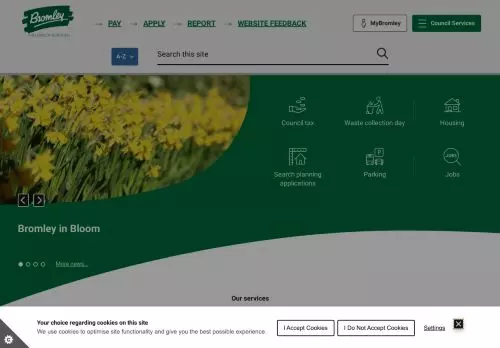 Bromley
THE LONDON BOROUGH
PAY
APPLY
REPORT
WEBSITE FEEDBACK
MyBromley
Council Services
A-Z
Search this site
Council tax
Waste collection day
Housing
Search planning
applications
Parking
Jobs
JOBS
P
Bromley in Bloom
More news...
Our services
Your choice regarding cookies on this site
We use cookies to optimise site functionality and give you the best possible experience
I Accept Cookies
I Do Not Accept Cookies
Settings